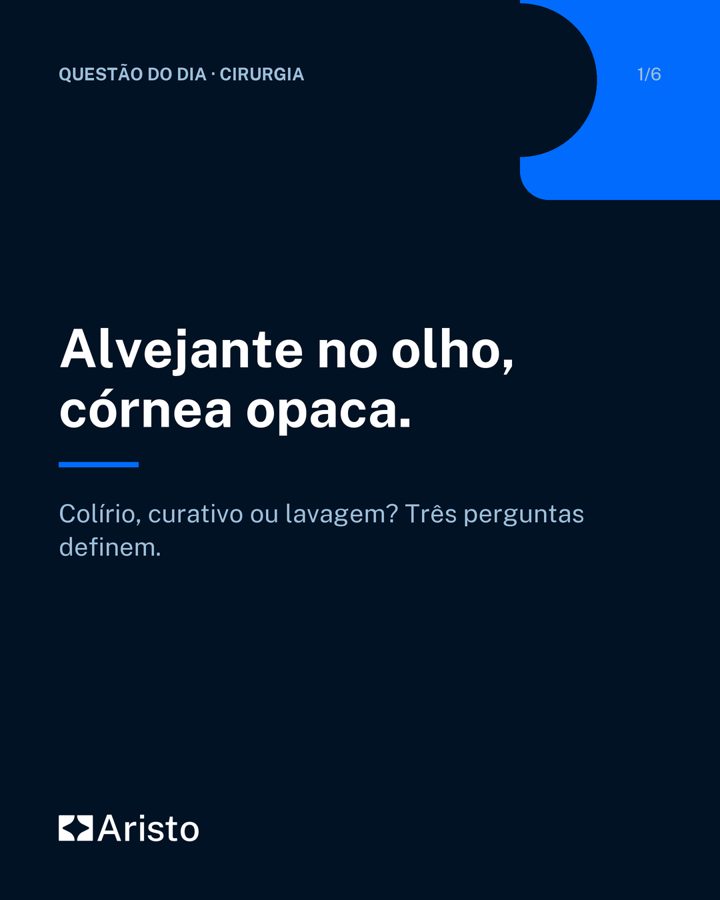 QUESTÃO DO DIA · CIRURGIA
1/6
Alvejante no olho,
córnea opaca.
Colírio, curativo ou lavagem? Três perguntas
definem.
Aristo